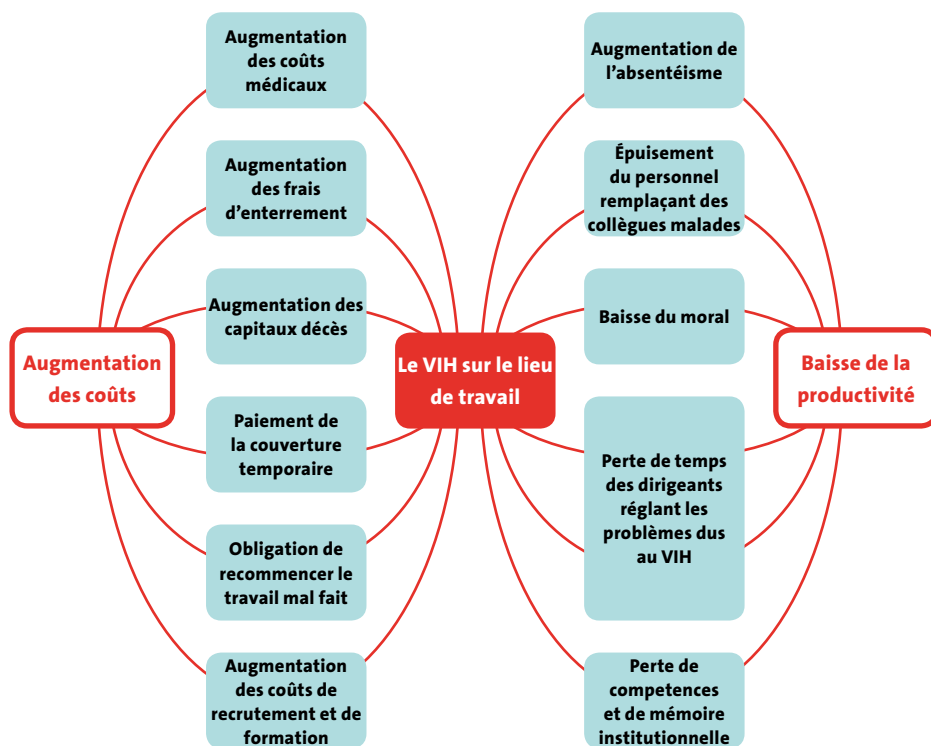 Augmentation
des coûts
médicaux
Augmentation
des frais
d'enterrement
Augmentation des
capitaux décès
Paiement de
la couverture
temporaire
Obligation de
recommencer le
travail mal fait
Augmentation
des coûts de
recrutement et de
formation
Augmentation
des coûts
Le VIH sur le lieu
de travail
Augmentation de
l'absentéisme
Épuisement
du personnel
remplaçant des
collègues malades
Baisse du moral
Perte de temps
des dirigeants
réglant les
problèmes dus
au VIH
Perte de
competences
et de mémoire
institutionnelle
Baisse de la
productivité